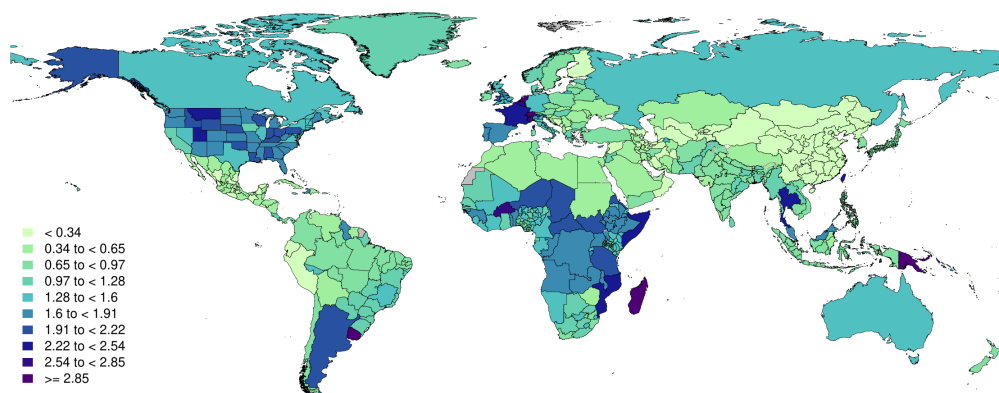 < 0.34
0.34 to < 0.65
0.65 to < 0.97
0.97 to < 1.28
1.28 to < 1.6
1.6 to < 1.91
1.91 to < 2.22
2.22 to < 2.54
2.54 to < 2.85
>= 2.85